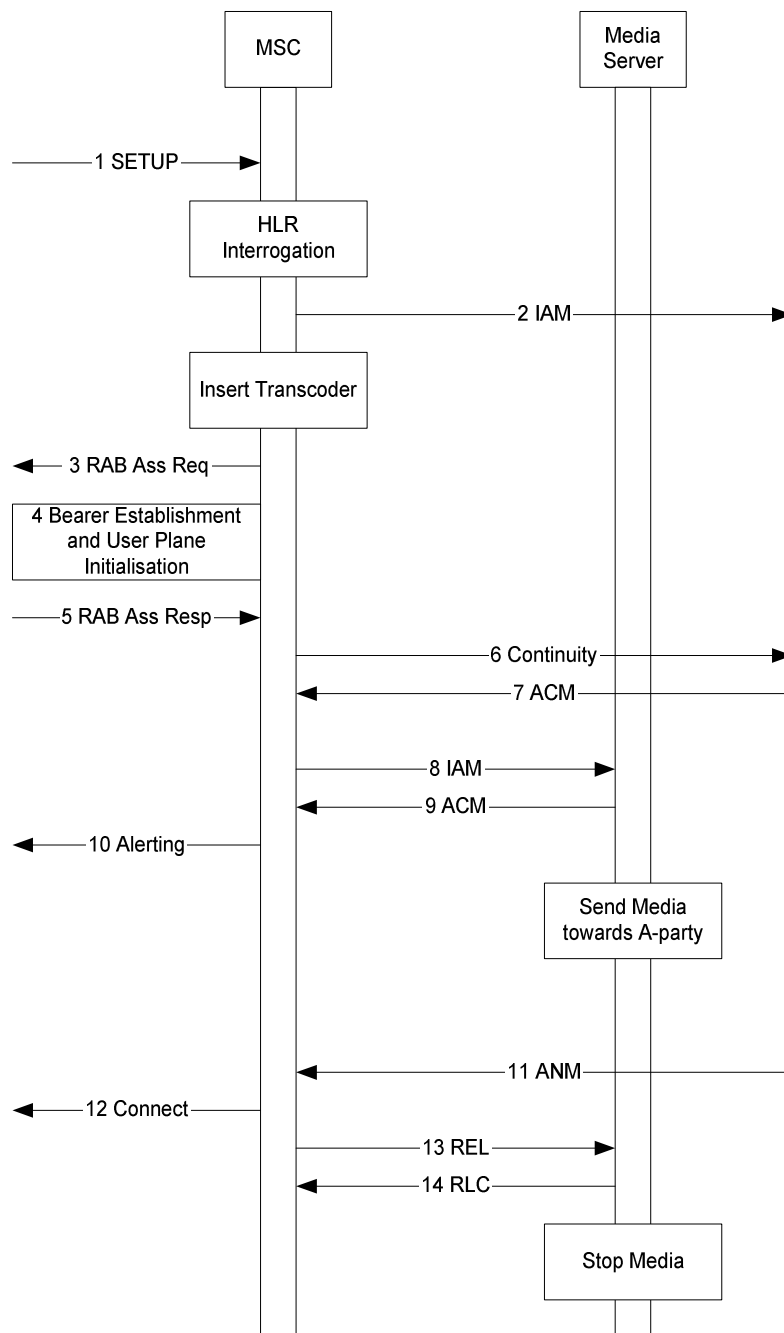 MSC
Media
Server
1 SETUP
HLR
Interrogation
2 IAM
Insert Transcoder
3 RAB Ass Req
4 Bearer Establishment
and User Plane
Initialisation
5 RAB Ass Resp
6 Continuity
7 ACM
8 IAM
9 ACM
10 Alerting
Send Media
towards A-party
11 ANM
12 Connect
13 REL
14 RLC
Stop Media